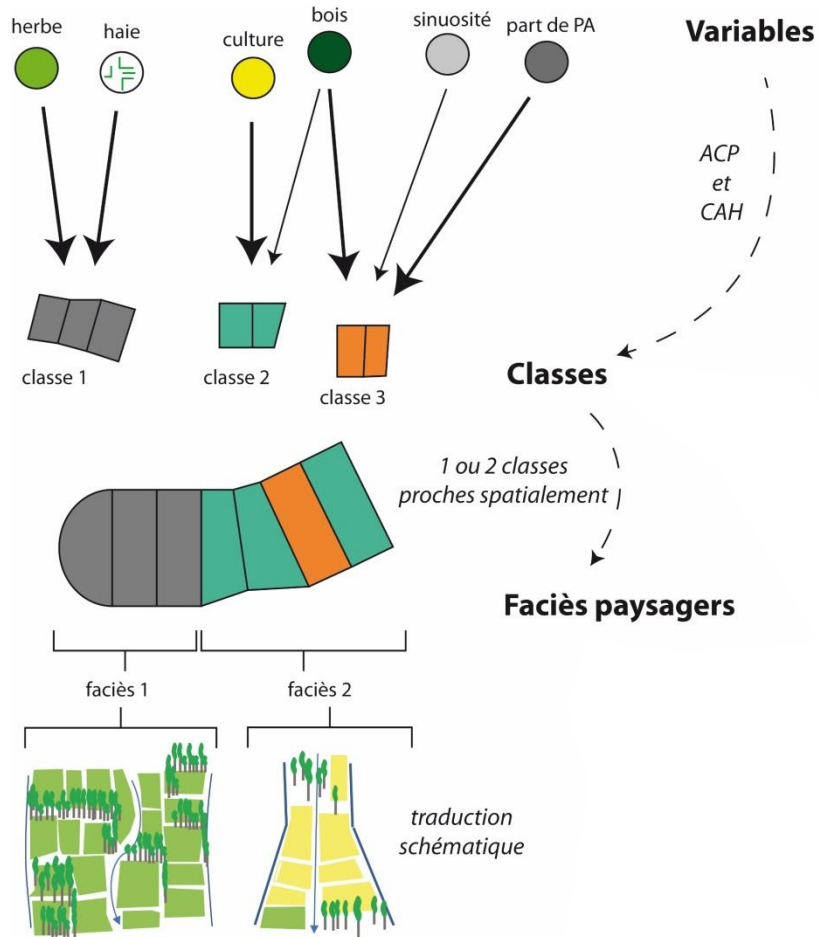 herbe
haie
culture
bois
sinuosité
part de PA
Variables
ACP
et
CAH
classe 1
classe 2
classe 3
Classes
1 ou 2 classes
proches spatialement
Faciès paysagers
faciès 1
faciès 2
traduction
schématique